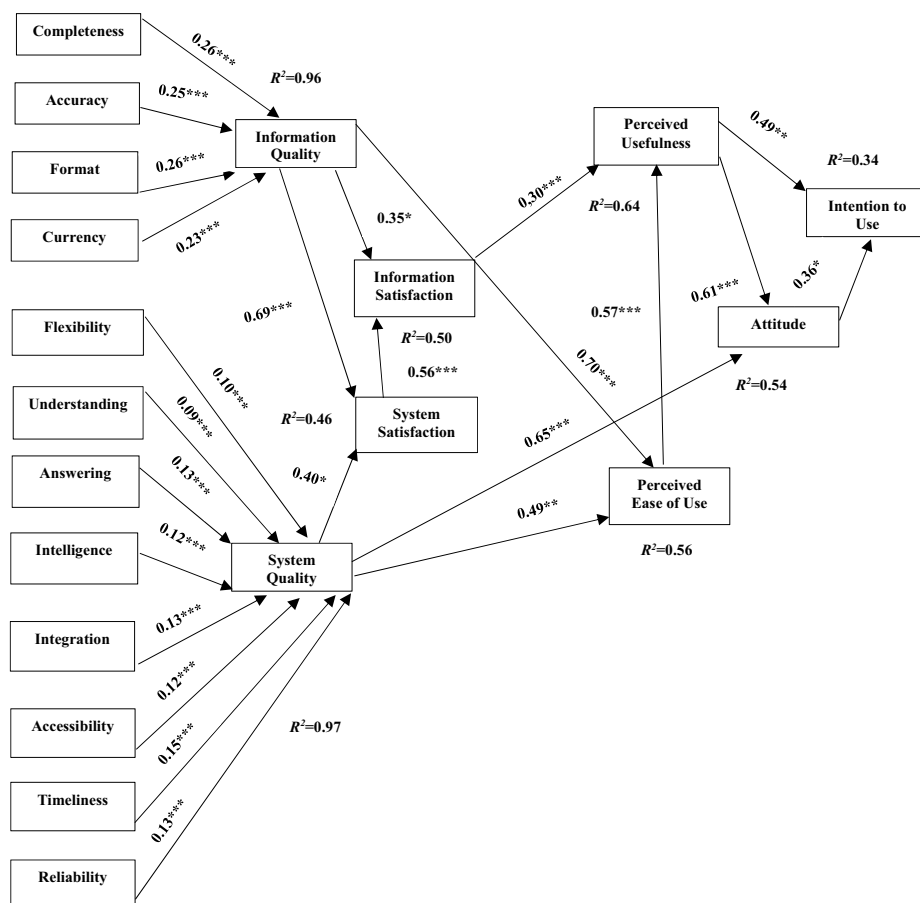 Completeness
0.26***
R²=0.96
Accuracy
0.25***
Information
Quality
Format
0.26***
Currency
0.23***
0.35*
0.69***
Information
Satisfaction
R²=0.50
0.56***
R²=0.46
System
Satisfaction
0.40*
Flexibility
0.10***
Understanding
0.09***
Answering
0.13***
Intelligence
0.12***
System
Quality
Integration
0.13***
Accessibility
0.12***
Timeliness
0.15***
Reliability
0.13***
R²=0.97
0,30***
Perceived
Usefulness
R²=0.64
0.49**
R²=0.34
Intention to
Use
0.57***
0.61***
0.36*
Attitude
R²=0.54
0.70***
0.65***
0.49**
Perceived
Ease of Use
R²=0.56